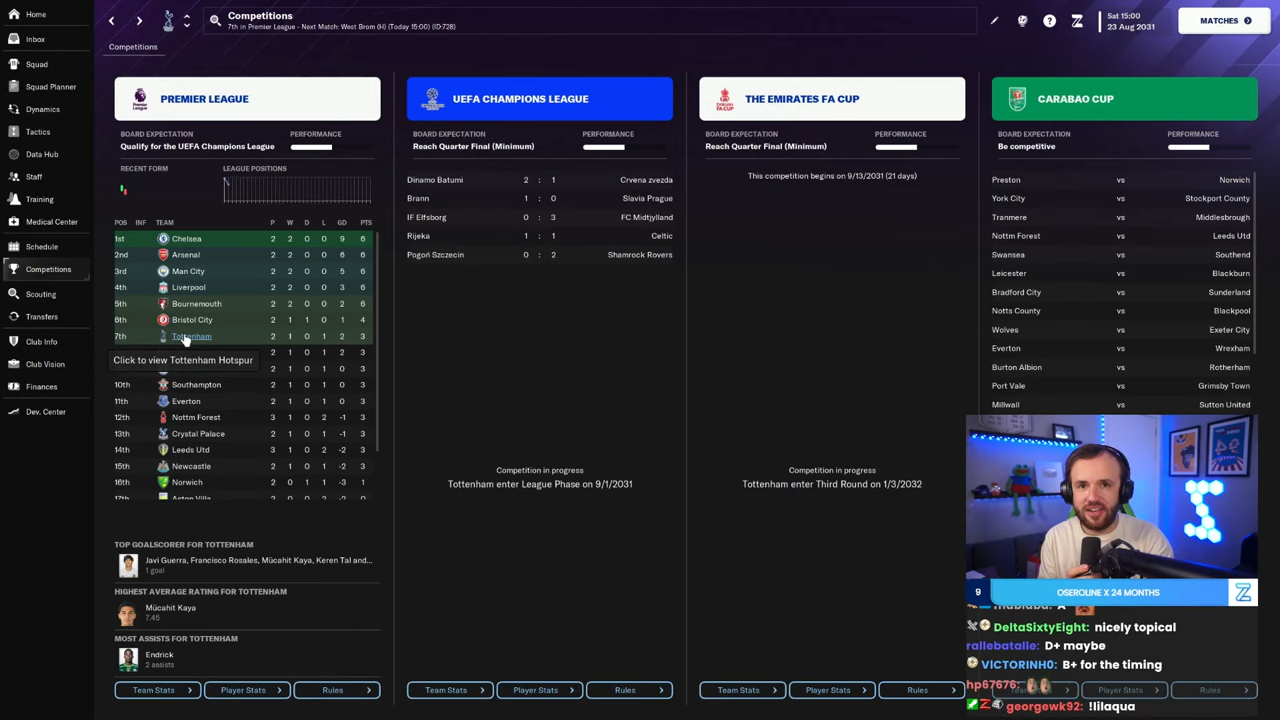 Home
Inbox
Squad
Squad Planner
Dynamics
Tactics
Data Hub
Staff
Training
Medical Center
Schedule
Competitions
Scouting
Transfers
Club Info
Club Vision
Finances
Dev. Center
Competitions
7th in Premier League - Next Match: West Brom (H) (Today 15:00) (ID:728)
Sat 15:00
23 Aug 2031
MATCHES
Competitions
PREMIER LEAGUE
BOARD EXPECTATION PERFORMANCE
Qualify for the UEFA Champions League
RECENT FORM LEAGUE POSITIONS
POS INF TEAM P W D L GD PTS
1st Chelsea 2 2 0 0 9 6
2nd Arsenal 2 2 0 0 6 6
3rd Man City 2 2 0 0 5 6
4th Liverpool 2 2 0 0 3 6
5th Bournemouth 2 2 0 0 2 6
6th Bristol City 2 1 1 0 1 4
7th Tottenham 2 1 0 1 2 3
2 1 0 1 2 3
Click to view Tottenham Hotspur
2 1 0 1 0 3
10th Southampton 2 1 0 1 0 3
11th Everton 2 1 0 1 0 3
12th Nottm Forest 3 1 0 2 -1 3
13th Crystal Palace 2 1 0 1 -1 3
14th Leeds Utd 3 1 0 2 -2 3
15th Newcastle 2 1 0 1 -2 3
16th Norwich 2 0 1 1 -3 1
17th Aston Villa 2 0 0 2 -2 0
TOP GOALSCORER FOR TOTTENHAM
Javi Guerra, Francisco Rosales, Mücahit Kaya, Keren Tal and...
1 goal
HIGHEST AVERAGE RATING FOR TOTTENHAM
Mücahit Kaya
7.45
MOST ASSISTS FOR TOTTENHAM
Endrick
2 assists
Team Stats Player Stats Rules
UEFA CHAMPIONS LEAGUE
BOARD EXPECTATION PERFORMANCE
Reach Quarter Final (Minimum)
Dinamo Batumi 2 : 1 Crvena zvezda
Brann 1 : 0 Slavia Prague
IF Elfsborg 0 : 3 FC Midtjylland
Rijeka 1 : 1 Celtic
Pogoń Szczecin 0 : 2 Shamrock Rovers
Competition in progress
Tottenham enter League Phase on 9/1/2031
Team Stats Player Stats Rules
THE EMIRATES FA CUP
BOARD EXPECTATION PERFORMANCE
Reach Quarter Final (Minimum)
This competition begins on 9/13/2031 (21 days)
Competition in progress
Tottenham enter Third Round on 1/3/2032
Team Stats Player Stats Rules
CARABAO CUP
BOARD EXPECTATION PERFORMANCE
Be competitive
Preston vs Norwich
York City vs Stockport County
Tranmere vs Middlesbrough
Nottm Forest vs Leeds Utd
Swansea vs Southend
Leicester vs Blackburn
Bradford City vs Sunderland
Notts County vs Blackpool
Wolves vs Exeter City
Everton vs Wrexham
Burton Albion vs Rotherham
Port Vale vs Grimsby Town
Millwall vs Sutton United
9 OSEROLINE X 24 MONTHS
DeltaSixtyEight: nicely topical
rallebatalle: D+ maybe
VICTORINH0: B+ for the timing
hp67676:
georgewk92: !lilaqua
Player Stats Rules